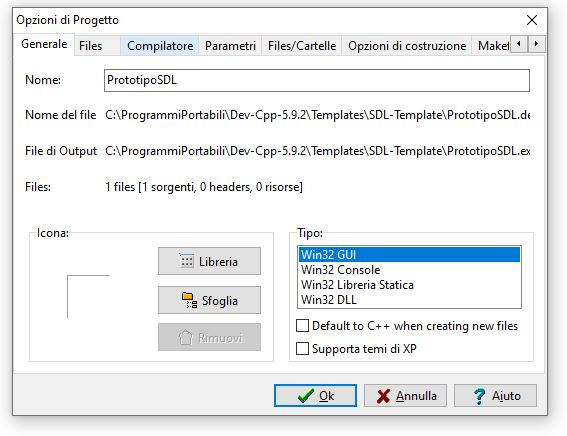 Opzioni di Progetto
Generale Files Compilatore Parametri Files/Cartelle Opzioni di costruzione Maket
Nome: PrototipoSDL
Nome del file C:\ProgrammiPortabili\Dev-Cpp-5.9.2\Templates\SDL-Template\PrototipoSDL.de
File di Output C:\ProgrammiPortabili\Dev-Cpp-5.9.2\Templates\SDL-Template\PrototipoSDL.ex
Files: 1 files [1 sorgenti, 0 headers, 0 risorse]
Icona:
Libreria
Sfoglia
Rimuovi
Tipo:
Win32 GUI
Win32 Console
Win32 Libreria Statica
Win32 DLL
Default to C++ when creating new files
Supporta temi di XP
Ok Annulla Aiuto